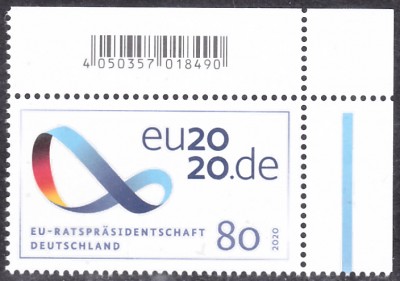 4 050357 018490
eu20
20.de
EU-RATSPRÄSIDENTSCHAFT
DEUTSCHLAND
80
2020